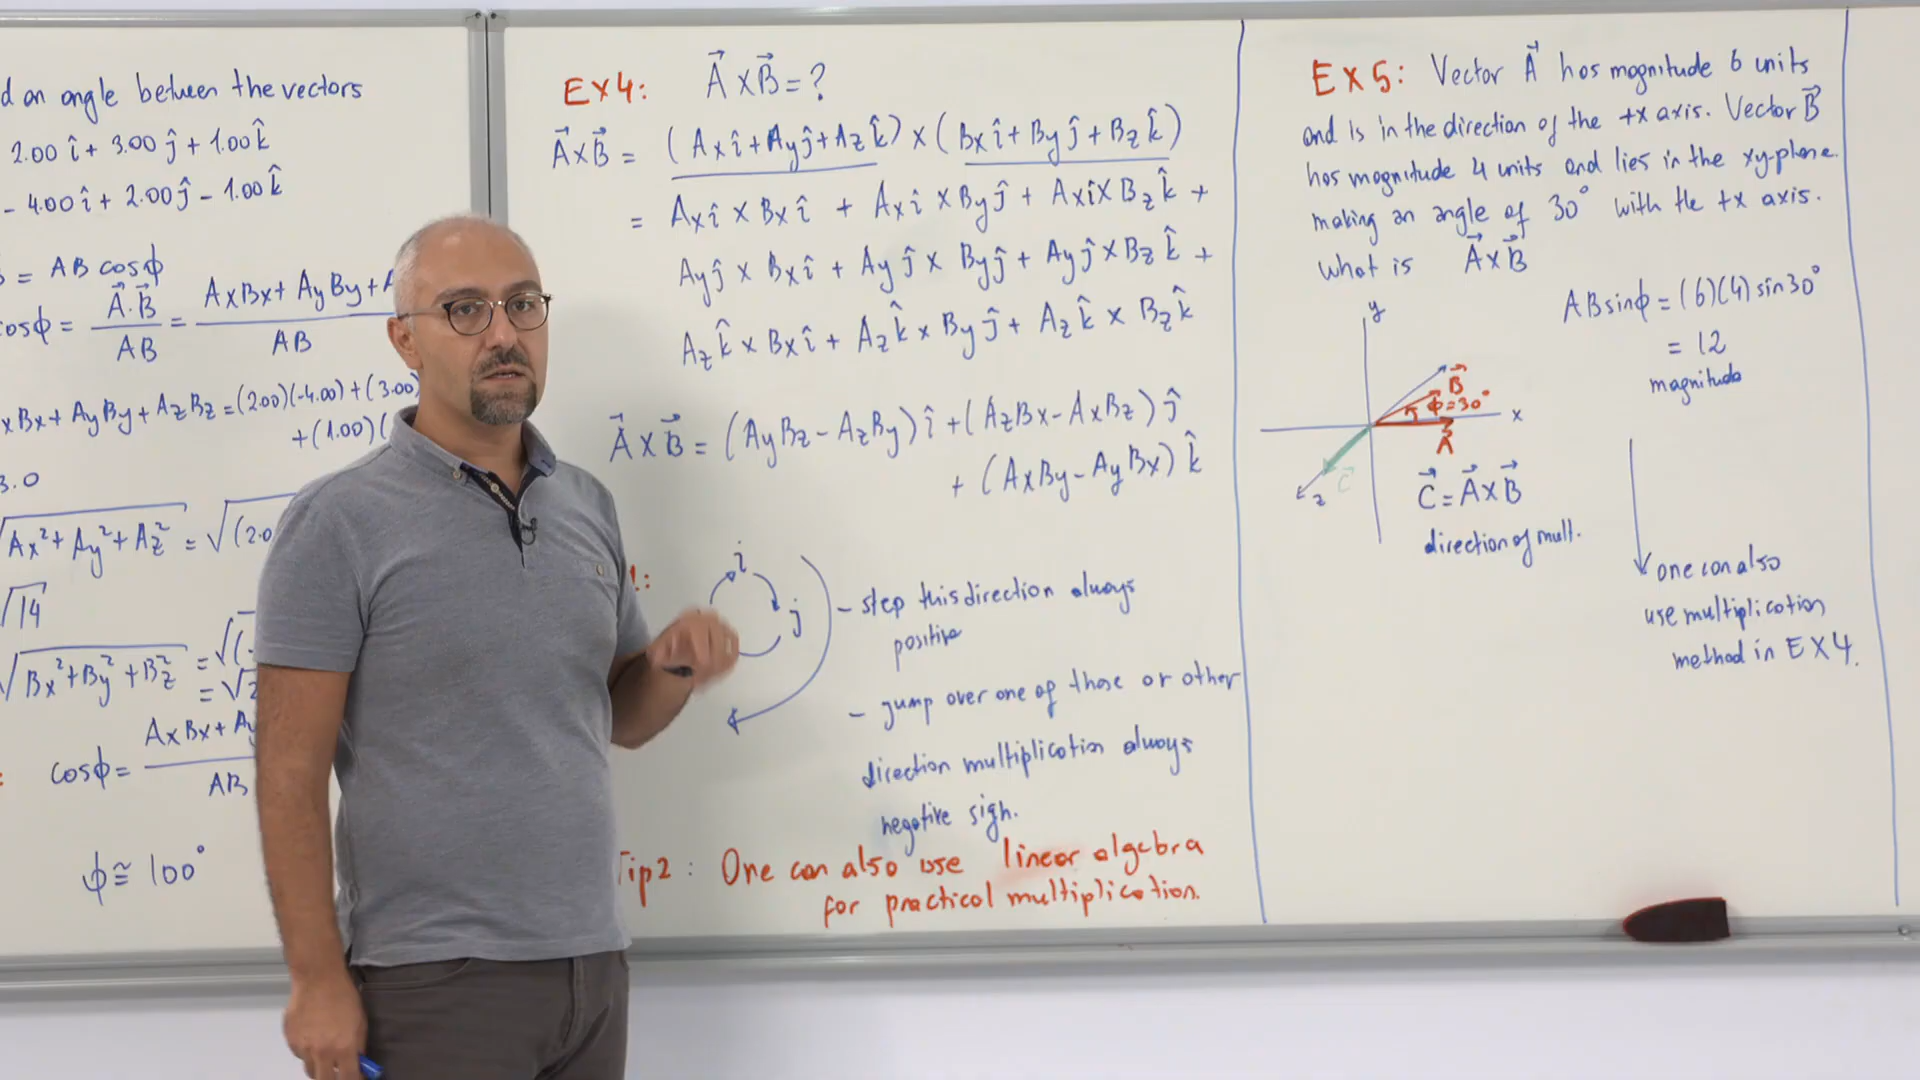 d an angle between the vectors
2.00 î + 3.00 ĵ + 1.00 k̂
- 4.00 î + 2.00 ĵ - 1.00 k̂
= AB cosϕ
cosϕ = A⃗·B⃗ / AB = AxBx + AyBy + A / AB
xBx + AyBy + AzBz = (2.00)(-4.00) + (3.00)
+ (1.00)(
3.0
√(Ax² + Ay² + Az²) = √(2.0
√14
√(Bx² + By² + Bz²) = √(-
= √2
cosϕ = AxBx + Ay / AB
ϕ ≅ 100°
EX4: A⃗ x B⃗ = ?
A⃗ x B⃗ = (Ax î + Ay ĵ + Az k̂) x (Bx î + By ĵ + Bz k̂)
= Ax î x Bx î + Ax î x By ĵ + Ax î x Bz k̂ +
Ay ĵ x Bx î + Ay ĵ x By ĵ + Ay ĵ x Bz k̂ +
Az k̂ x Bx î + Az k̂ x By ĵ + Az k̂ x Bz k̂
A⃗ x B⃗ = (AyBz - AzBy) î + (AzBx - AxBz) ĵ
+ (AxBy - AyBx) k̂
1:
i
j
- step this direction always
positive
- jump over one of those or other
direction multiplication always
negative sign.
Tip2: One can also use linear algebra
for practical multiplication.
EX5: Vector A⃗ has magnitude 6 units
and is in the direction of the +x axis. Vector B⃗
has magnitude 4 units and lies in the xy-plane.
making an angle of 30° with the +x axis.
what is A⃗ x B⃗
ABsinϕ = (6)(4) sin30°
= 12
magnitude
y
B⃗
ϕ=30°
x
A⃗
C⃗
z
C⃗ = A⃗ x B⃗
direction of mult.
one can also
use multiplication
method in EX4.